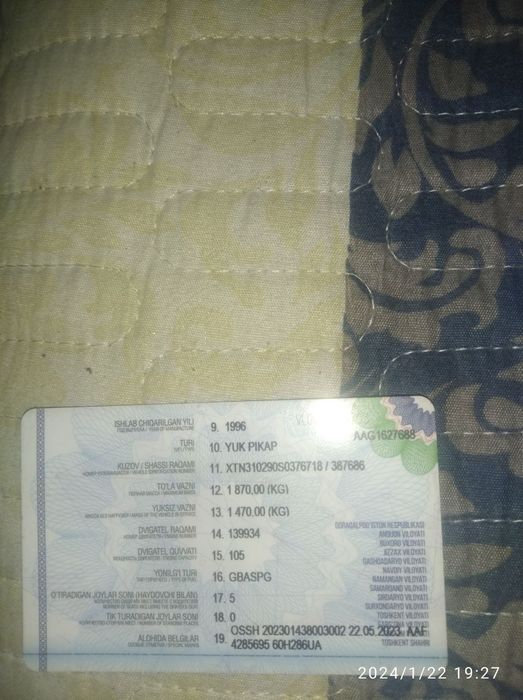 ISHLAB CHIQARILGAN YILI 9. 1996
AAG1627688
TURI 10. YUK PIKAP
KUZOV / SHASSI RAQAMI 11. XTN310290S0376718 / 387686
TO'LA VAZNI 12. 1 870,00 (KG)
YUKSIZ VAZNI 13. 1 470,00 (KG)
DVIGATEL RAQAMI 14. 139934
DVIGATEL QUVVATI 15. 105
YONILG'I TURI 16. GBASPG
O'TIRADIGAN JOYLAR SONI (HAYDOVCHI BILAN) 17. 5
TIK TURADIGAN JOYLAR SONI 18. 0
ALOHIDA BELGILAR 19. OSSH 202301438003002 22.05.2023 AAF
4285695 60H286UA
QORAQALPOG'ISTON RESPUBLIKASI
ANDIJON VILOYATI
BUXORO VILOYATI
JIZZAX VILOYATI
QASHQADARYO VILOYATI
NAVOIY VILOYATI
NAMANGAN VILOYATI
SAMARQAND VILOYATI
SIRDARYO VILOYATI
SURXONDARYO VILOYATI
TOSHKENT VILOYATI
TOSHKENT SHAHRI
2024/1/22 19:27